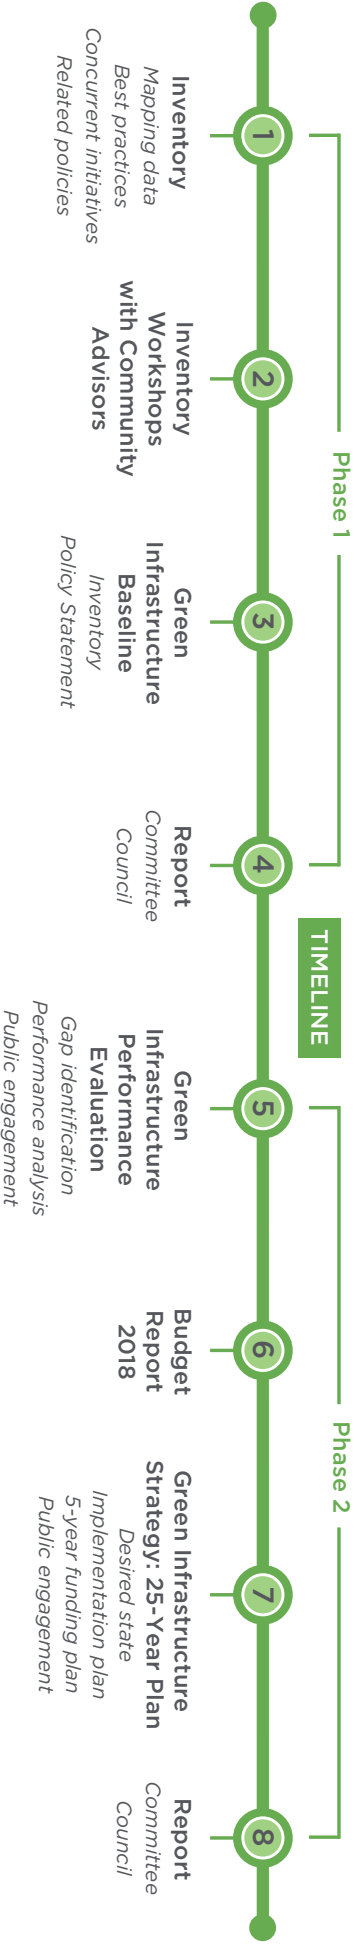 TIMELINE
Phase 1
Phase 2
1
Inventory
Mapping data
Best practices
Concurrent initiatives
Related policies
2
Inventory
Workshops
with Community
Advisors
3
Green
Infrastructure
Baseline
Inventory
Policy Statement
4
Report
Committee
Council
5
Green
Infrastructure
Performance
Evaluation
Gap identification
Performance analysis
Public engagement
6
Budget
Report
2018
7
Green Infrastructure
Strategy: 25-Year Plan
Desired state
Implementation plan
5-year funding plan
Public engagement
8
Report
Committee
Council